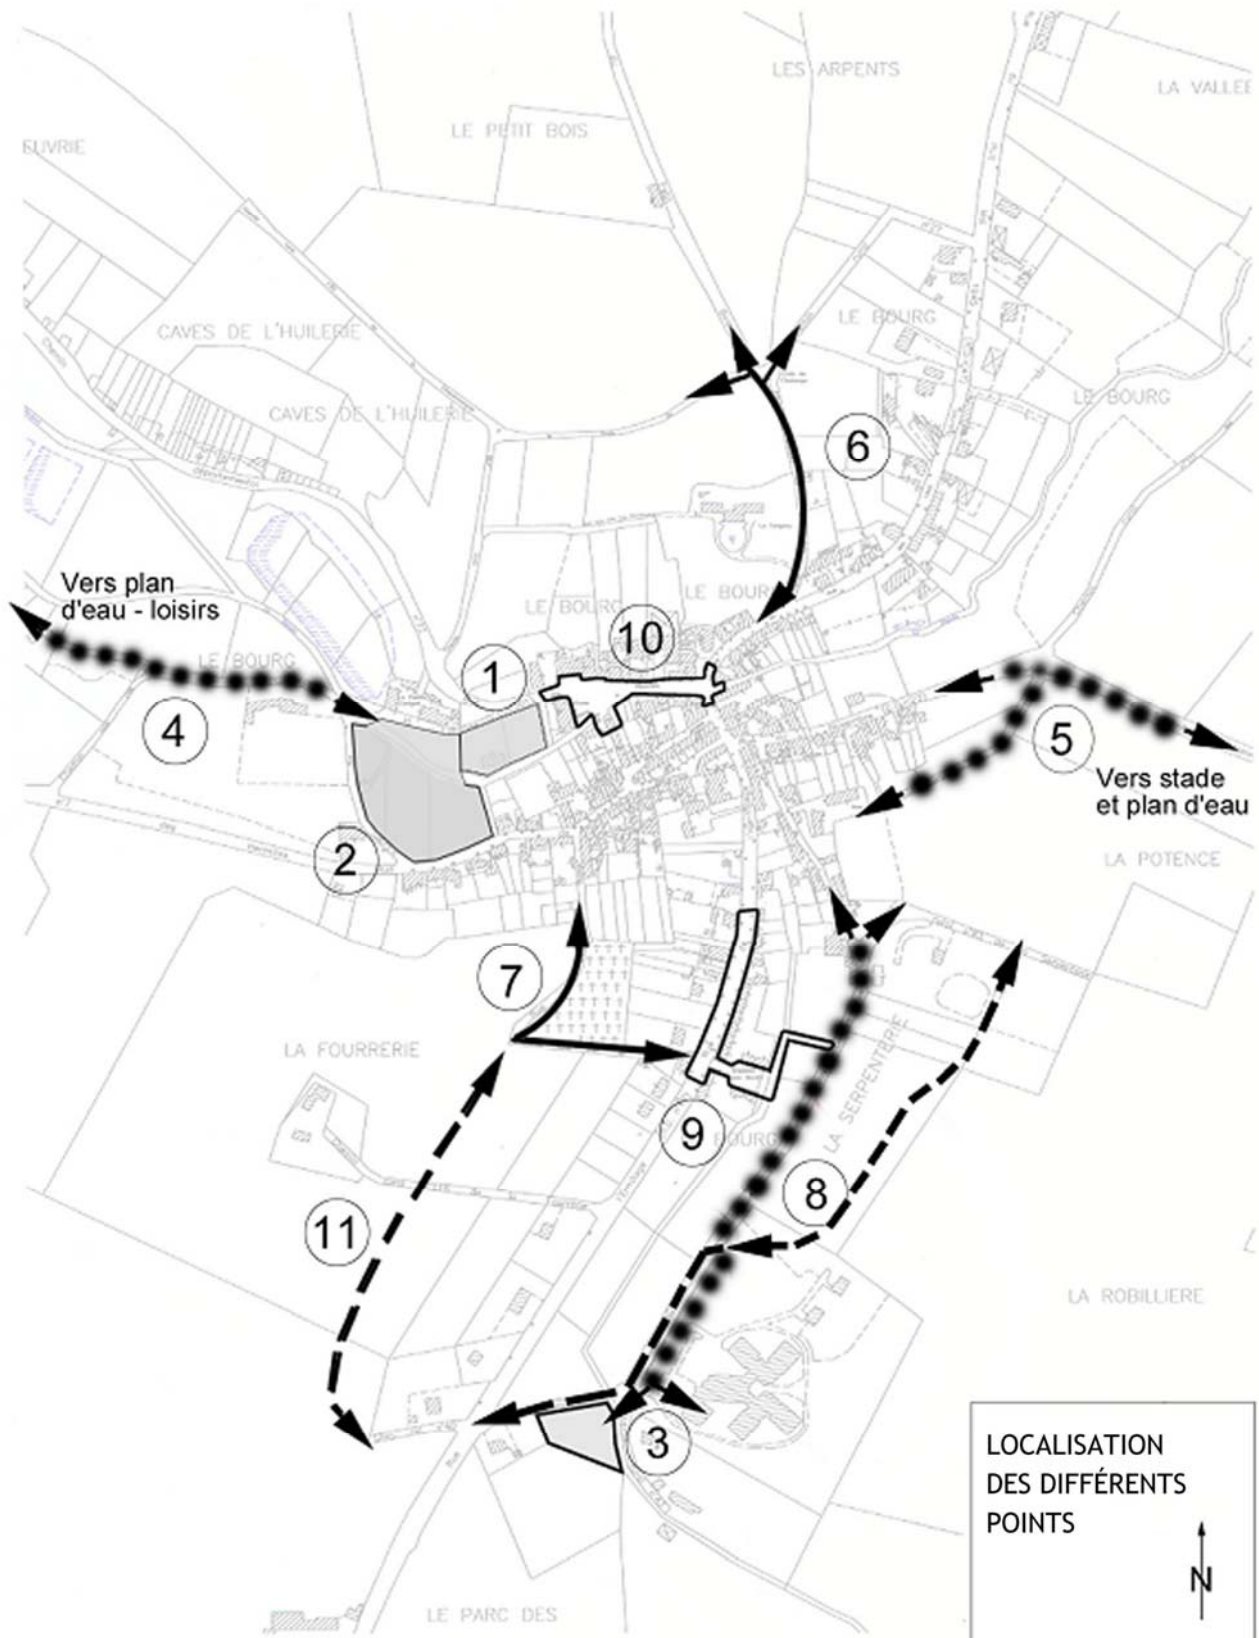 LES ARPENTS
LA VALLEE
LE PETIT BOIS
EUVRIE
CAVES DE L'HUILERIE
LE BOURG
LE BOURG
CAVES DE L'HUILERIE
6
Vers plan
d'eau - loisirs
LE BOURG
LE BOURG
10
LE BOURG
1
4
5
Vers stade
et plan d'eau
2
LA POTENCE
7
LA FOURRERIE
LA SERPENTERIE
9
BOURG
8
11
LA ROBILLIERE
3
LOCALISATION
DES DIFFÉRENTS
POINTS
N
LE PARC DES